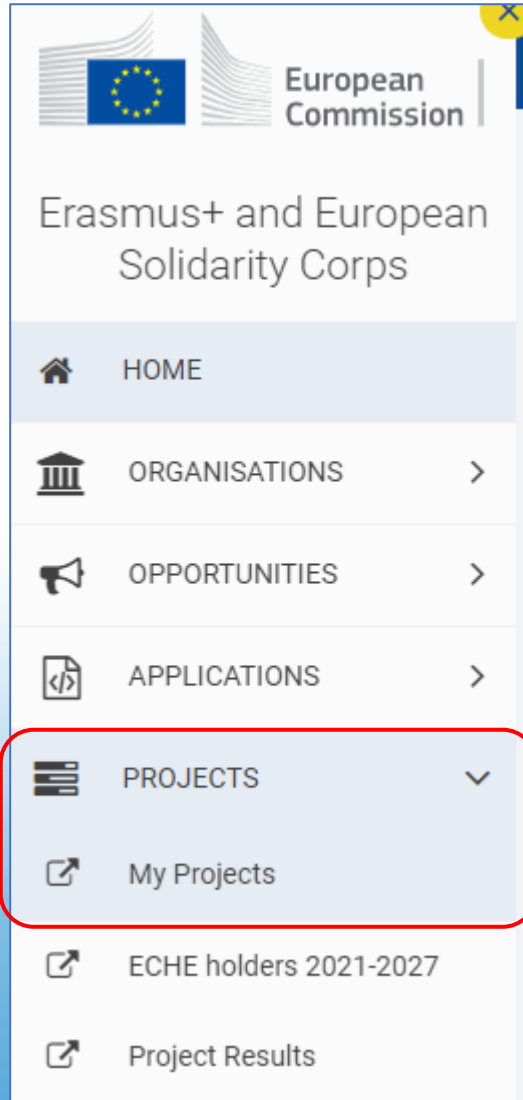 European
Commission
Erasmus+ and European
Solidarity Corps
HOME
ORGANISATIONS
OPPORTUNITIES
APPLICATIONS
PROJECTS
My Projects
ECHE holders 2021-2027
Project Results